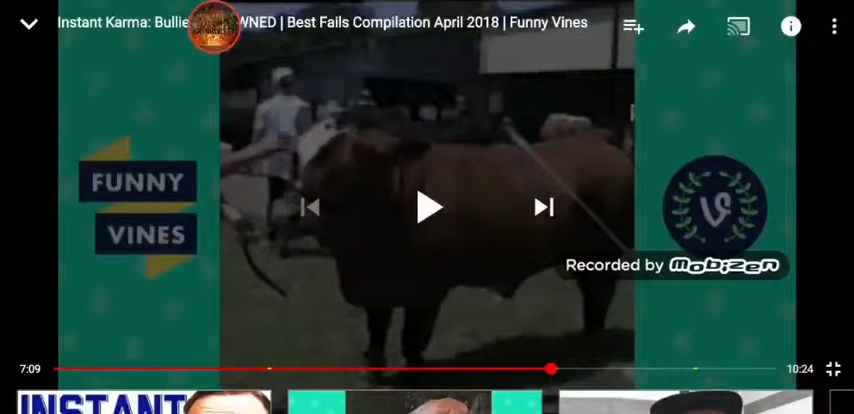 Instant Karma: Bullie WNED | Best Fails Compilation April 2018 | Funny Vines
FUNNY
VINES
Recorded by Mobizen
7:09
10:24
INSTANT